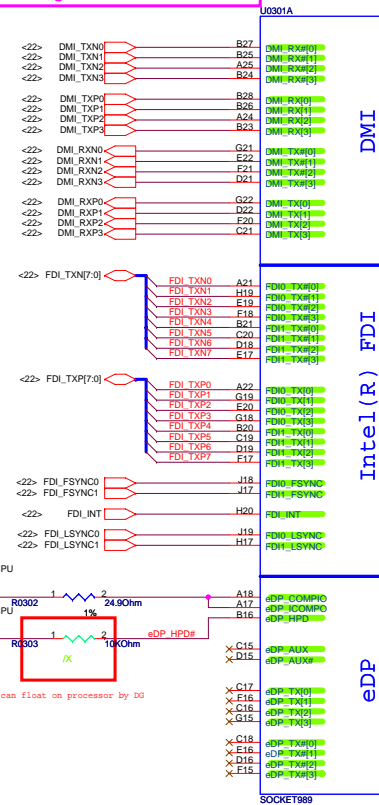 U0301A
<22> DMI_TXN0 B27 DMI_RX#[0]
<22> DMI_TXN1 B25 DMI_RX#[1]
<22> DMI_TXN2 A25 DMI_RX#[2]
<22> DMI_TXN3 B24 DMI_RX#[3]
<22> DMI_TXP0 B28 DMI_RX[0]
<22> DMI_TXP1 B26 DMI_RX[1]
<22> DMI_TXP2 A24 DMI_RX[2]
<22> DMI_TXP3 B23 DMI_RX[3]
<22> DMI_RXN0 G21 DMI_TX#[0]
<22> DMI_RXN1 E22 DMI_TX#[1]
<22> DMI_RXN2 F21 DMI_TX#[2]
<22> DMI_RXN3 D21 DMI_TX#[3]
<22> DMI_RXP0 G22 DMI_TX[0]
<22> DMI_RXP1 D22 DMI_TX[1]
<22> DMI_RXP2 F20 DMI_TX[2]
<22> DMI_RXP3 C21 DMI_TX[3]
DMI
<22> FDI_TXN[7:0]
FDI_TXN0 A21 FDI0_TX#[0]
FDI_TXN1 H19 FDI0_TX#[1]
FDI_TXN2 E19 FDI0_TX#[2]
FDI_TXN3 F18 FDI0_TX#[3]
FDI_TXN4 B21 FDI1_TX#[0]
FDI_TXN5 C20 FDI1_TX#[1]
FDI_TXN6 D18 FDI1_TX#[2]
FDI_TXN7 E17 FDI1_TX#[3]
<22> FDI_TXP[7:0]
FDI_TXP0 A22 FDI0_TX[0]
FDI_TXP1 G19 FDI0_TX[1]
FDI_TXP2 E20 FDI0_TX[2]
FDI_TXP3 G18 FDI0_TX[3]
FDI_TXP4 B20 FDI1_TX[0]
FDI_TXP5 C19 FDI1_TX[1]
FDI_TXP6 D19 FDI1_TX[2]
FDI_TXP7 F17 FDI1_TX[3]
<22> FDI_FSYNC0 J18 FDI0_FSYNC
<22> FDI_FSYNC1 J17 FDI1_FSYNC
<22> FDI_INT H20 FDI_INT
<22> FDI_LSYNC0 J19 FDI0_LSYNC
<22> FDI_LSYNC1 H17 FDI1_LSYNC
Intel(R) FDI
PU
R0302 1 2 24.9Ohm A18 eDP_COMPIO
1% A17 eDP_ICOMPO
PU
R0303 1 2 10KOhm eDP_HPD# B16 eDP_HPD
/X
can float on processor by DG
C15 eDP_AUX
D15 eDP_AUX#
C17 eDP_TX[0]
F16 eDP_TX[1]
C16 eDP_TX[2]
G15 eDP_TX[3]
C18 eDP_TX#[0]
E16 eDP_TX#[1]
D16 eDP_TX#[2]
F15 eDP_TX#[3]
eDP
SOCKET989